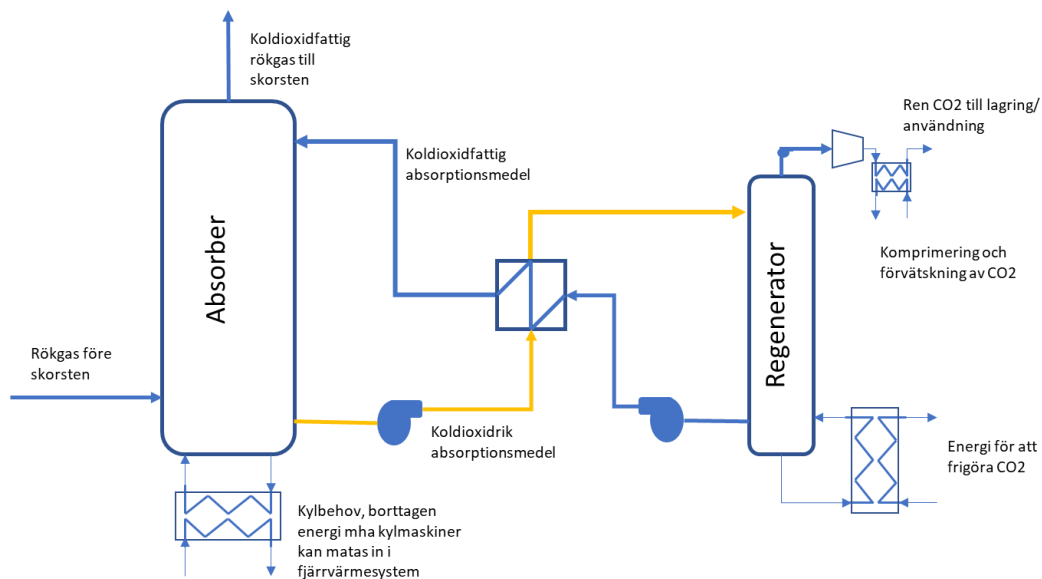 Koldioxidfattig
rökgas till
skorsten
Ren CO2 till lagring/
användning
Koldioxidfattig
absorptionsmedel
Absorber
Regenerator
Komprimering och
förvätskning av CO2
Rökgas före
skorsten
Koldioxidrik
absorptionsmedel
Energi för att
frigöra CO2
Kylbehov, borttagen
energi mha kylmaskiner
kan matas in i
fjärrvärmesystem